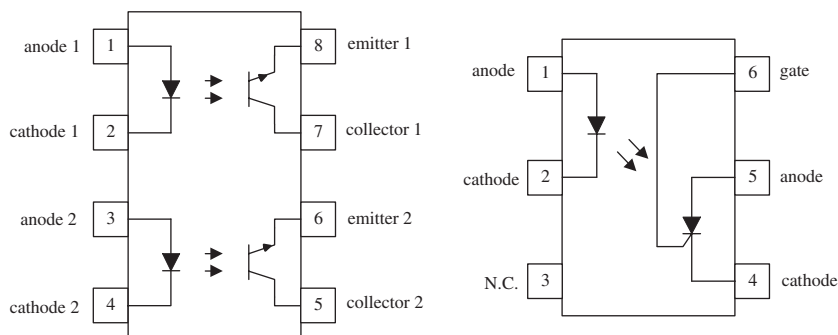 anode 1 1 8 emitter 1
cathode 1 2 7 collector 1
anode 2 3 6 emitter 2
cathode 2 4 5 collector 2
anode 1 6 gate
cathode 2 5 anode
N.C. 3 4 cathode